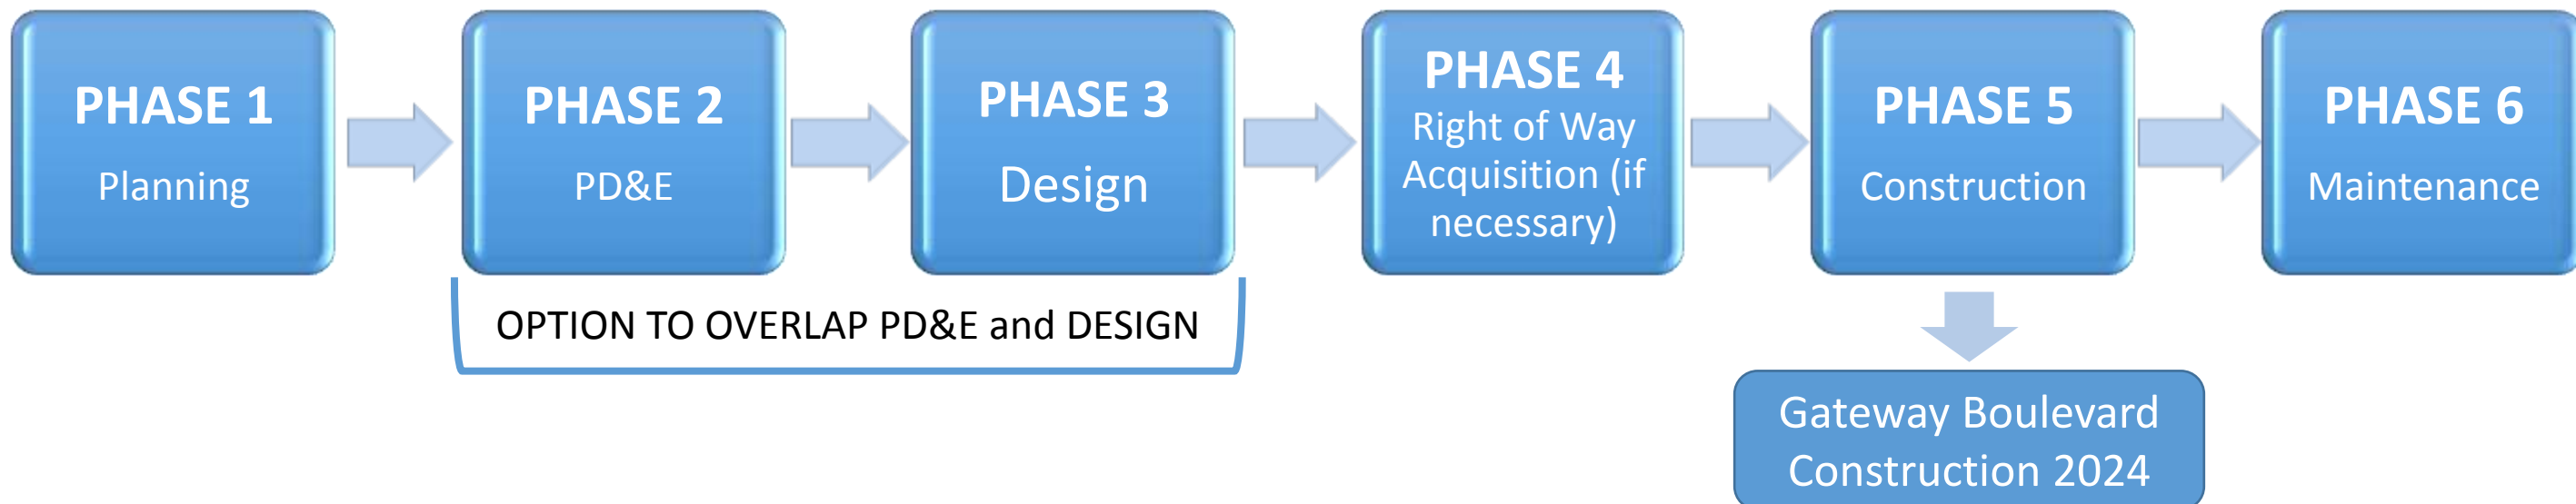 PHASE 1
Planning
PHASE 2
PD&E
PHASE 3
Design
PHASE 4
Right of Way
Acquisition (if
necessary)
PHASE 5
Construction
PHASE 6
Maintenance
OPTION TO OVERLAP PD&E and DESIGN
Gateway Boulevard
Construction 2024